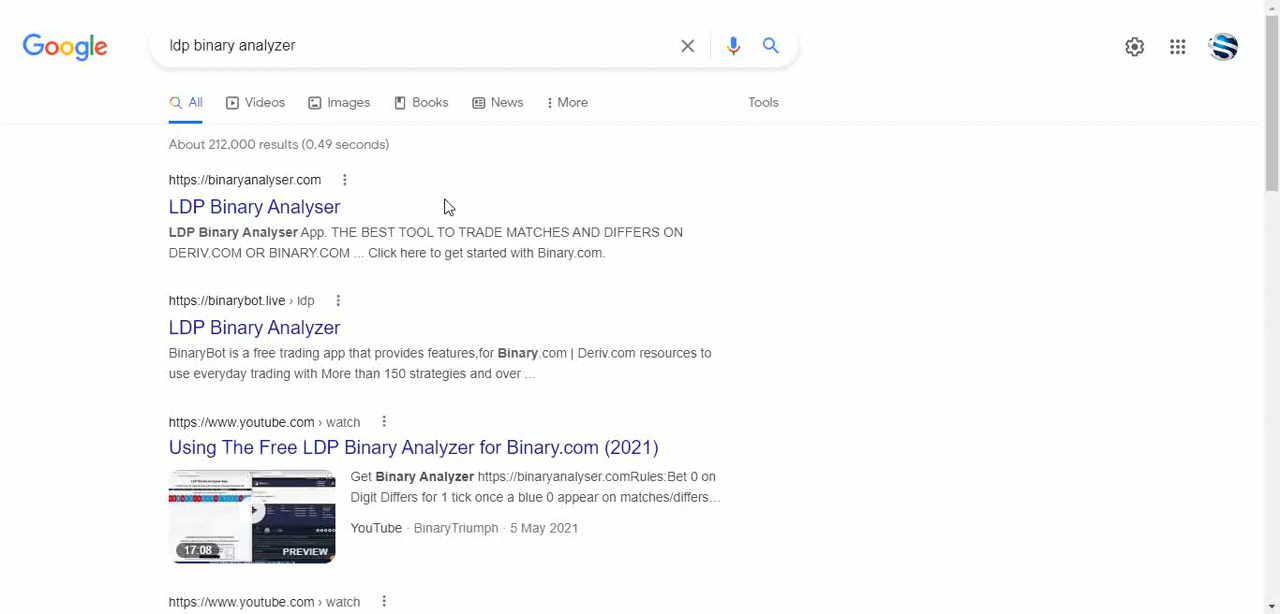 Google
ldp binary analyzer
All
Videos
Images
Books
News
More
Tools
About 212,000 results (0.49 seconds)
https://binaryanalyser.com
LDP Binary Analyser
LDP Binary Analyser App. THE BEST TOOL TO TRADE MATCHES AND DIFFERS ON
DERIV.COM OR BINARY.COM ... Click here to get started with Binary.com.
https://binarybot.live › ldp
LDP Binary Analyzer
BinaryBot is a free trading app that provides features,for Binary.com | Deriv.com resources to
use everyday trading with More than 150 strategies and over ...
https://www.youtube.com › watch
Using The Free LDP Binary Analyzer for Binary.com (2021)
Get Binary Analyzer https://binaryanalyser.comRules:Bet 0 on
Digit Differs for 1 tick once a blue 0 appear on matches/differs...
17:08
PREVIEW
YouTube · BinaryTriumph · 5 May 2021
https://www.youtube.com › watch